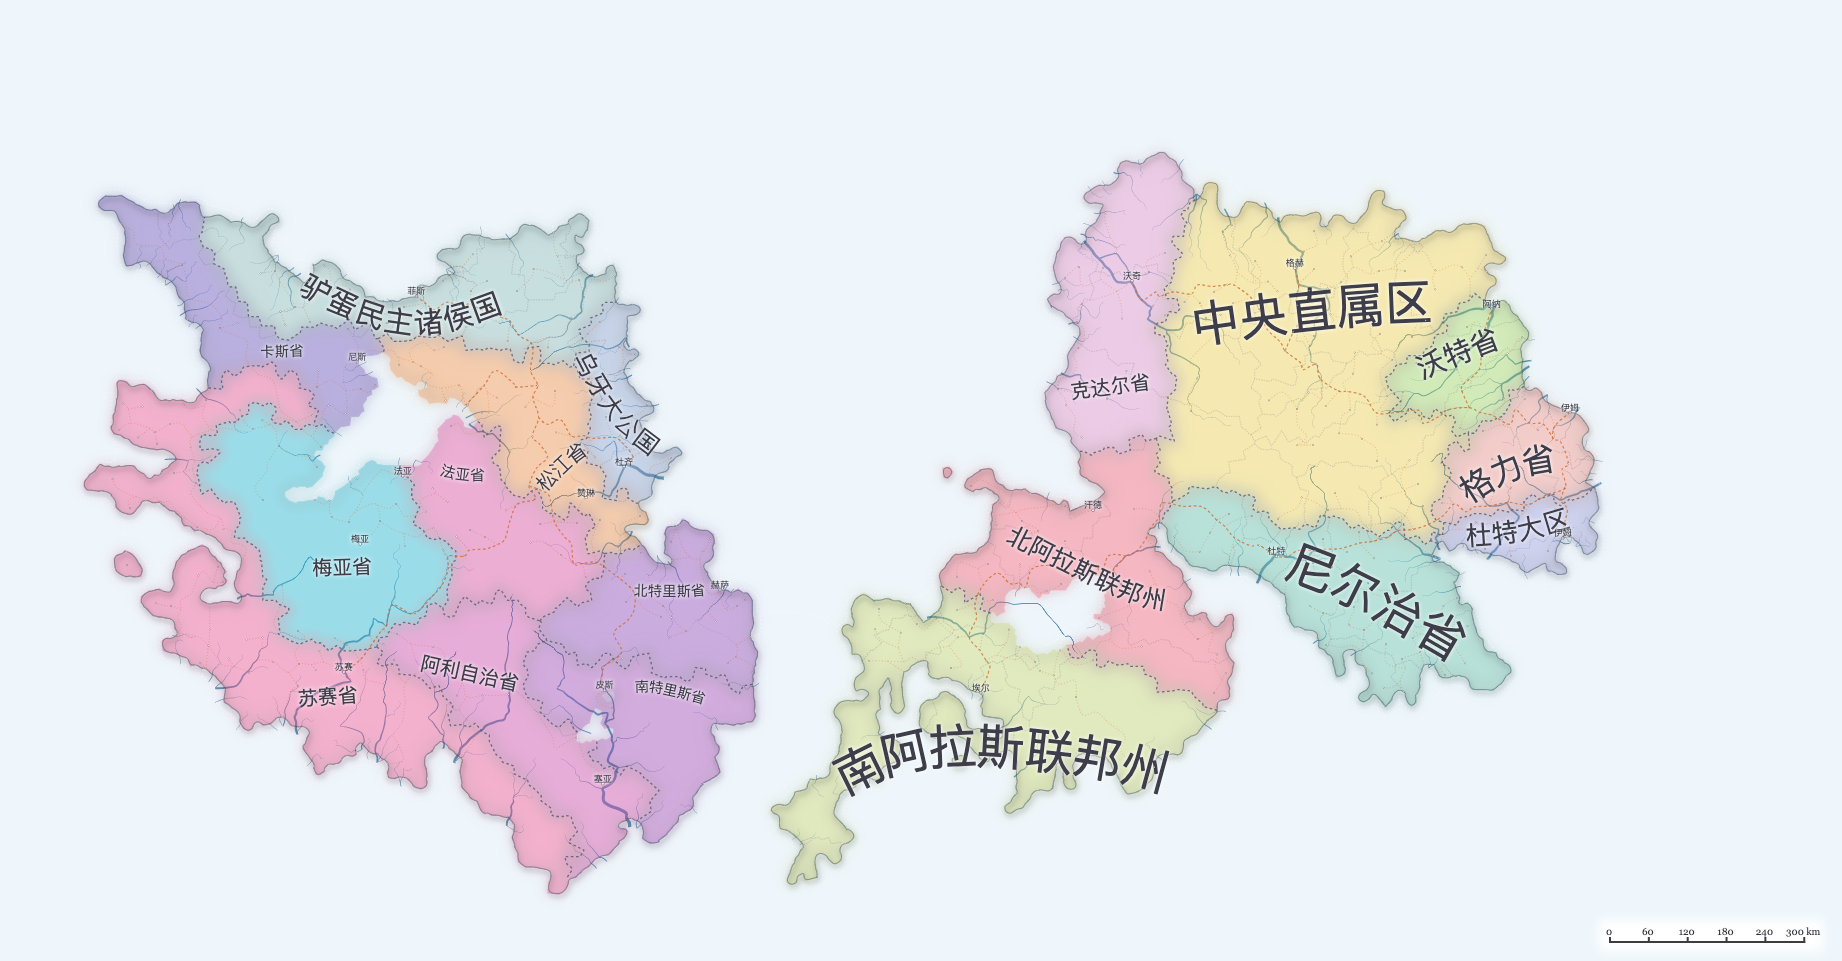 驴蛋民主诸侯国
菲斯
卡斯省
尼斯
乌牙大公国
松江省
杜斉
赞琳
法亚
法亚省
梅亚
梅亚省
北特里斯省
赫萨
苏赛
苏赛省
阿利自治省
皮斯
南特里斯省
塞亚
沃奇
克达尔省
格赫
中央直属区
阿纳
沃特省
伊姆
格力省
杜特大区
伊姆
汗德
北阿拉斯联邦州
杜特
尼尔治省
埃尔
南阿拉斯联邦州
0 60 120 180 240 300 km